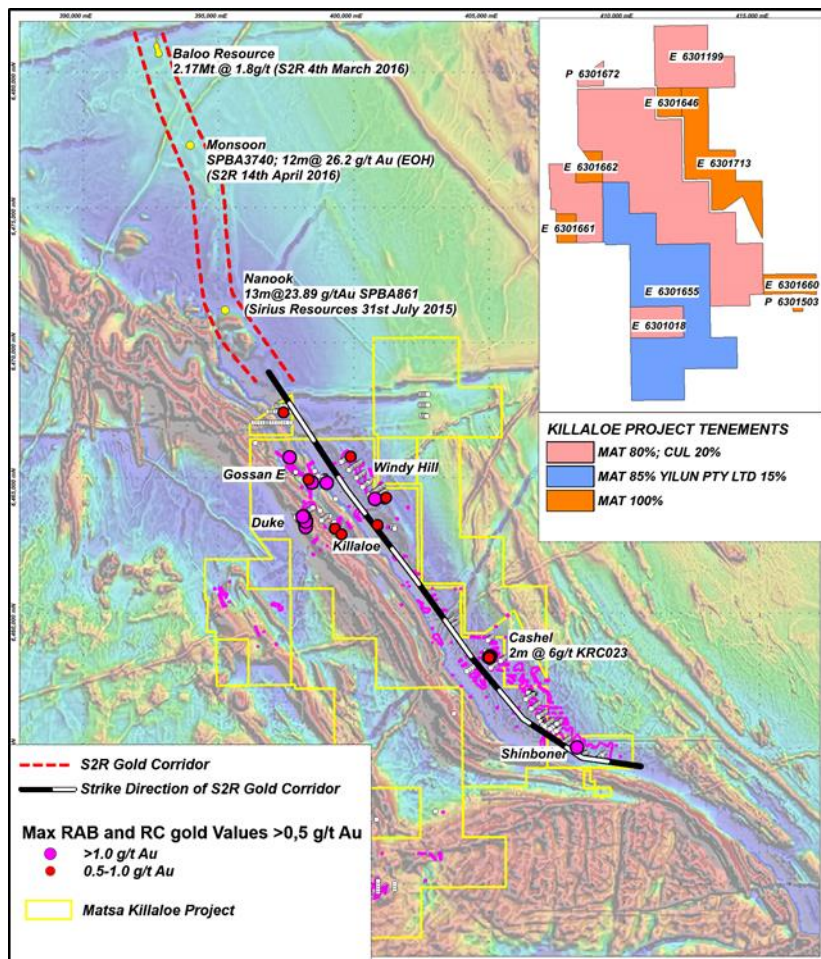 390,000 mE
395,000 mE
400,000 mE
405,000 mE
410,000 mE
415,000 mE
Baloo Resource
2.17Mt @ 1.8g/t (S2R 4th March 2016)
Monsoon
SPBA3740; 12m@ 26.2 g/t Au (EOH)
(S2R 14th April 2016)
Nanook
13m@23.89 g/tAu SPBA861
(Sirius Resources 31st July 2015)
Gossan E
Windy Hill
Duke
Killaloe
Cashel
2m @ 6g/t KRC023
Shinboner
E 6301199
P 6301672
E 6301646
E 6301662
E 6301713
E 6301661
E 6301655
E 6301660
P 6301503
E 6301018
KILLALOE PROJECT TENEMENTS
MAT 80%; CUL 20%
MAT 85% YILUN PTY LTD 15%
MAT 100%
S2R Gold Corridor
Strike Direction of S2R Gold Corridor
Max RAB and RC gold Values >0,5 g/t Au
>1.0 g/t Au
0.5-1.0 g/t Au
Matsa Killaloe Project